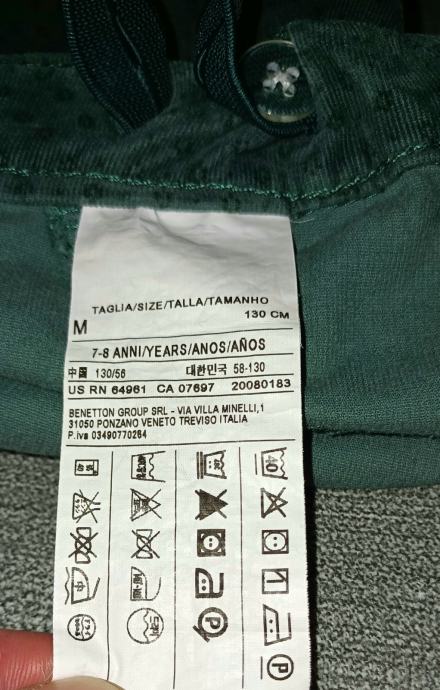 TAGLIA/SIZE/TALLA/TAMANHO
M 130 CM
7-8 ANNI/YEARS/ANOS/AÑOS
中国 130/56 대한민국 58-130
US RN 64961 CA 07697 20080183
BENETTON GROUP SRL - VIA VILLA MINELLI,1
31050 PONZANO VENETO TREVISO ITALIA
P.iva 03490770264
40
P